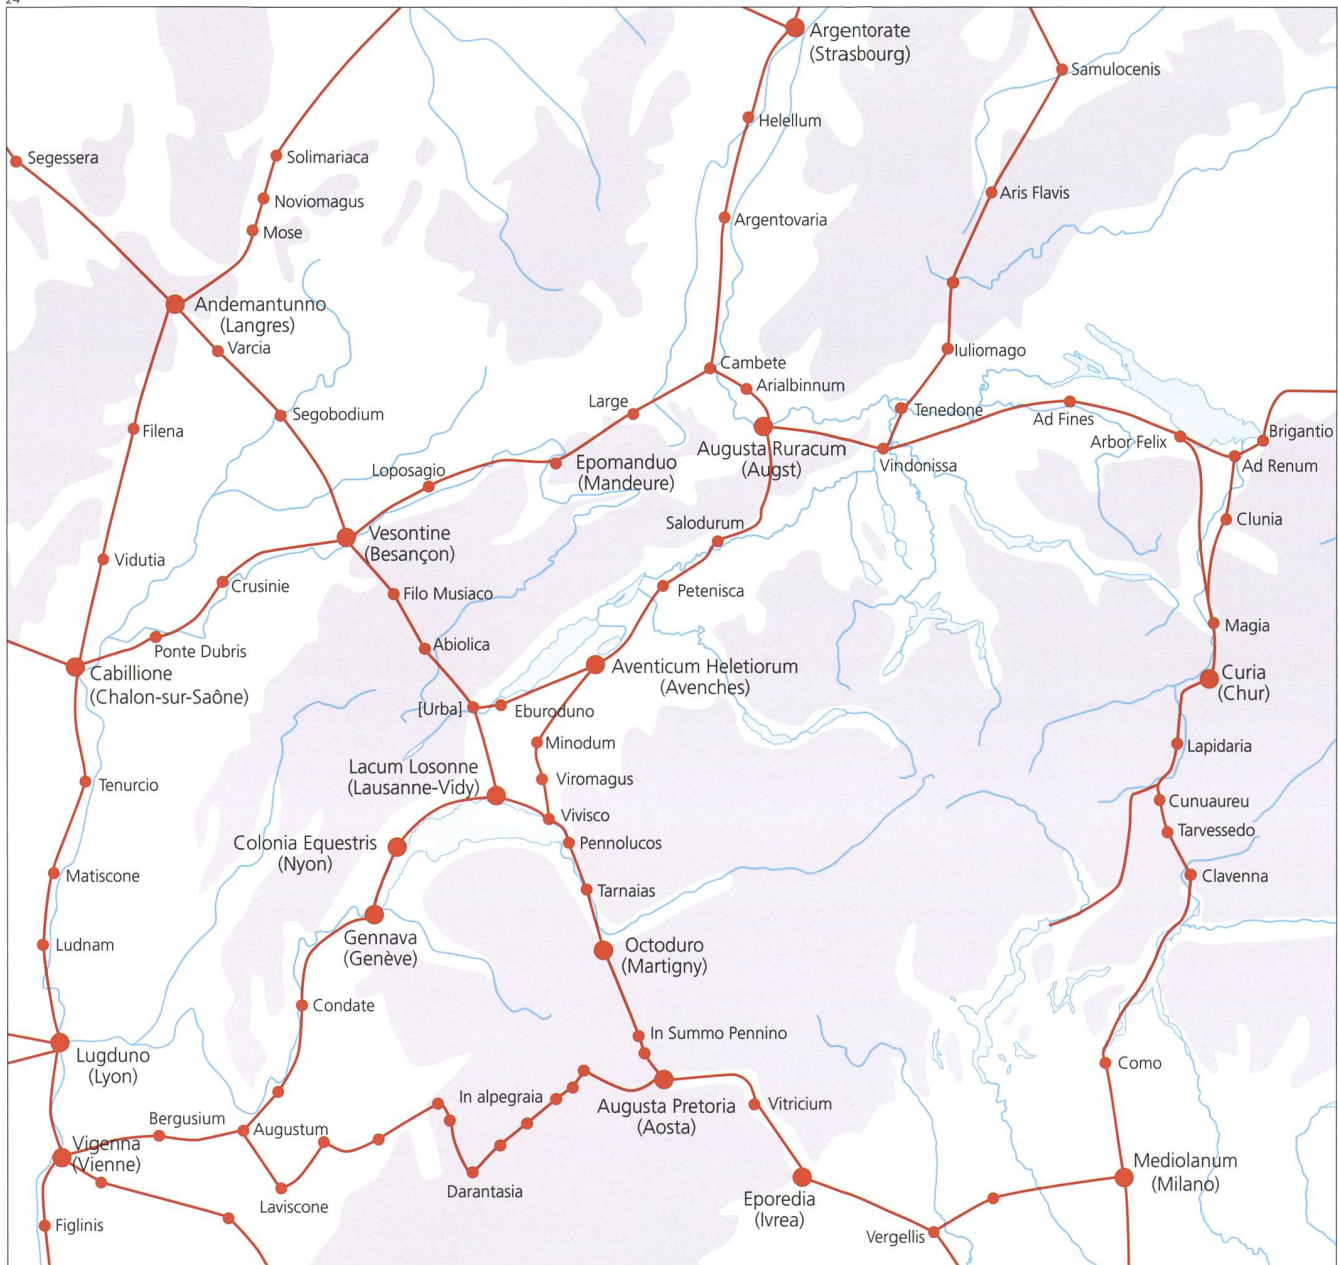 24
Argentorate
(Strasbourg)
Samulocenis
Helellum
Segessera
Solimariaca
Noviomagus
Aris Flavis
Argentovaria
Mose
Andemantunno
(Langres)
Varcia
Iuliomago
Cambete
Arialbinnum
Large
Segobodium
Tenedone
Ad Fines
Filena
Arbor Felix
Brigantio
Augusta Ruracum
(Augst)
Vindonissa
Ad Renum
Loposagio
Epomanduo
(Mandeure)
Salodurum
Clunia
Vesontine
(Besançon)
Vidutia
Crusinie
Filo Musiaco
Petenisca
Magia
Abiolica
Ponte Dubris
Cabillione
(Chalon-sur-Saône)
Aventicum Heletiorum
(Avenches)
Curia
(Chur)
[Urba]
Eburoduno
Minodum
Lapidaria
Lacum Losonne
(Lausanne-Vidy)
Viromagus
Tenurcio
Cunuaureu
Vivisco
Tarvessedo
Colonia Equestris
(Nyon)
Pennolucos
Matiscone
Clavenna
Tarnaias
Ludnam
Gennava
(Genève)
Octoduro
(Martigny)
Condate
In Summo Pennino
Lugduno
(Lyon)
Como
In alpegraia
Augusta Pretoria
(Aosta)
Vitricium
Bergusium
Augustum
Vigenna
(Vienne)
Mediolanum
(Milano)
Darantasia
Laviscone
Eporedia
(Ivrea)
Figlinis
Vergellis